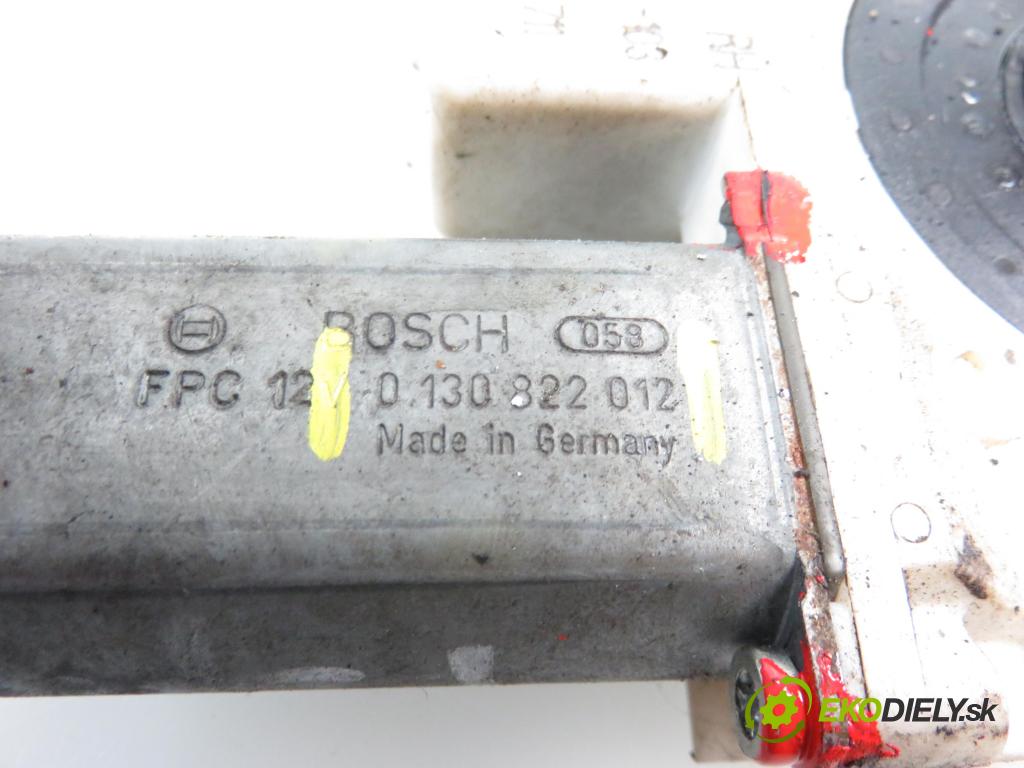 BOSCH 058
FPC 12V 0 130 822 012
Made in Germany
EKODIELY.sk